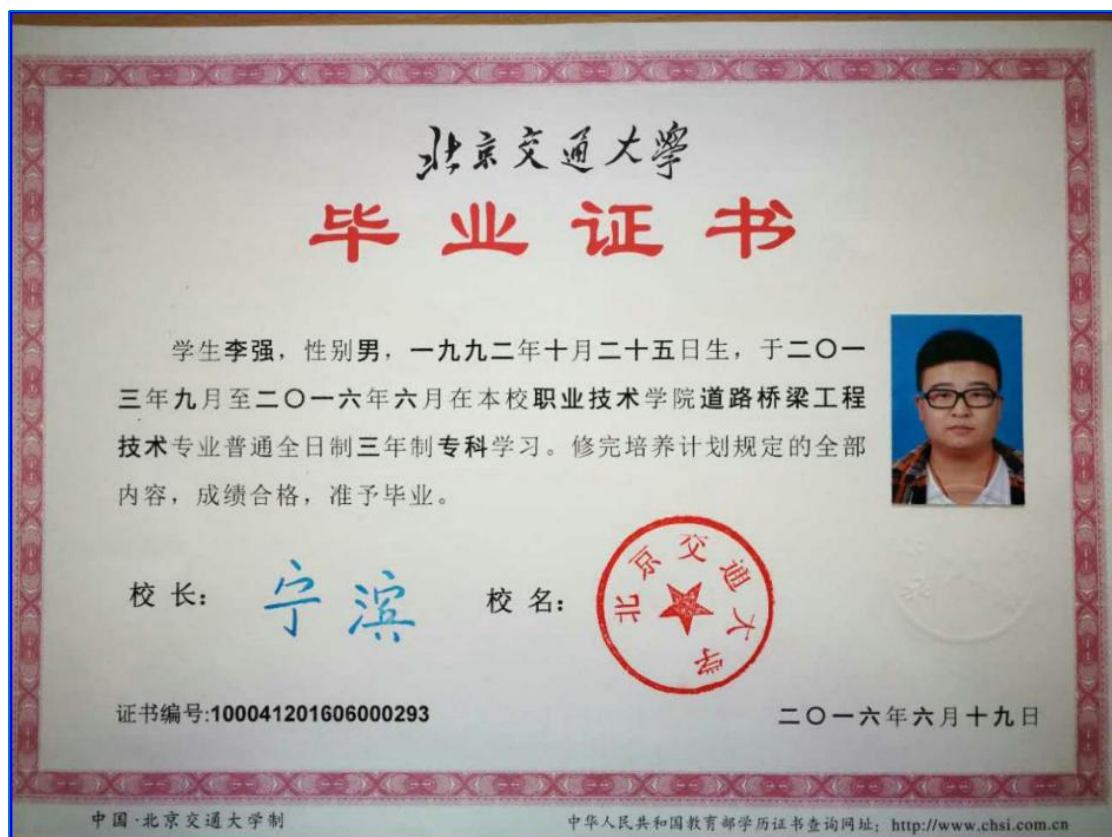 北京交通大學
毕业证书
学生李强，性别男，一九九二年十月二十五日生，于二〇一
三年九月至二〇一六年六月在本校职业技术学院道路桥梁工程
技术专业普通全日制三年制专科学习。修完培养计划规定的全部
内容，成绩合格，准予毕业。
校 长： 宁滨 校 名： 北京交通大学
证书编号:100041201606000293 二〇一六年六月十九日
中国·北京交通大学制 中华人民共和国教育部学历证书查询网址：http://www.chsi.com.cn